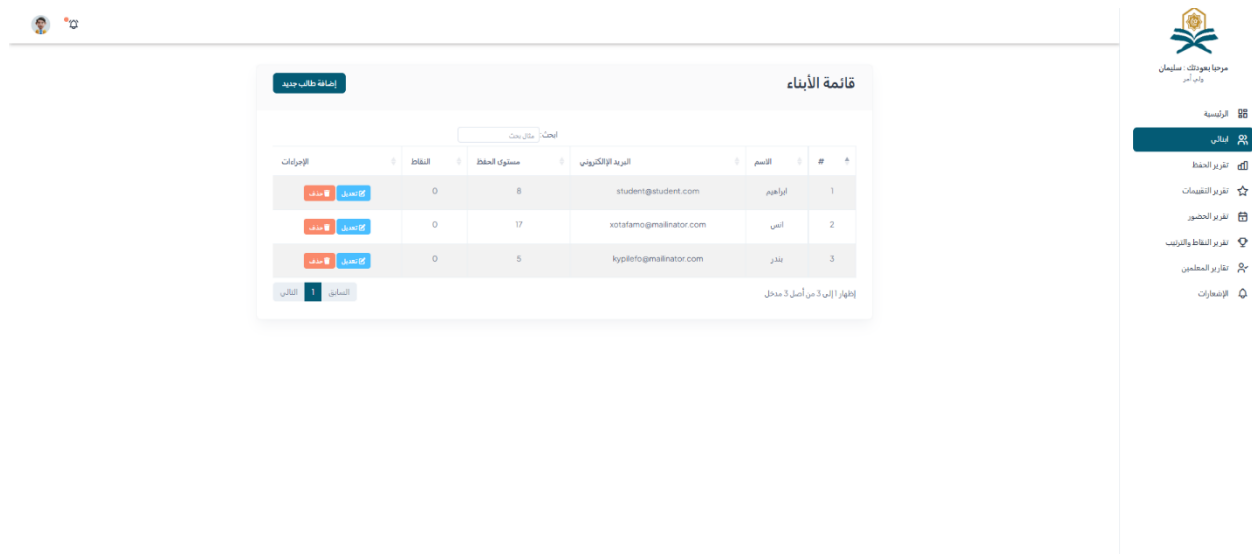 مرحبا بعودتك : سليمان
ولي أمر
الرئيسية
ابنائي
تقرير الحفظ
تقرير التقييمات
تقرير الحضور
تقرير النقاط والترتيب
تقارير المعلمين
الإشعارات
قائمة الأبناء
إضافة طالب جديد
ابحث: مثال بحث
# الاسم البريد الإلكتروني مستوى الحفظ النقاط الإجراءات
1 ابراهيم student@student.com 8 0 تعديل حذف
2 انس xotafamo@mailinator.com 17 0 تعديل حذف
3 بندر kypilefo@mailinator.com 5 0 تعديل حذف
إظهار 1 إلى 3 من أصل 3 مدخل
السابق 1 التالي